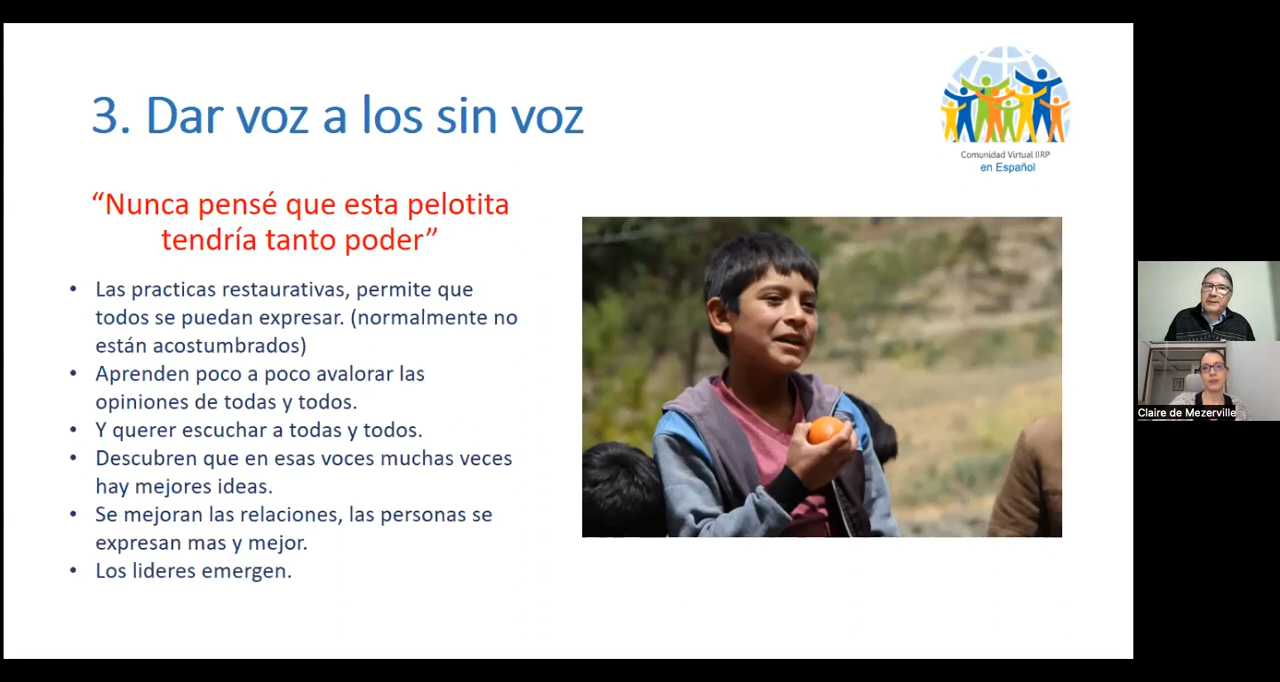 3. Dar voz a los sin voz
Comunidad Virtual IIRP
en Español
“Nunca pensé que esta pelotita
tendría tanto poder”
• Las practicas restaurativas, permite que
todos se puedan expresar. (normalmente no
están acostumbrados)
• Aprenden poco a poco avalorar las
opiniones de todas y todos.
• Y querer escuchar a todas y todos.
• Descubren que en esas voces muchas veces
hay mejores ideas.
• Se mejoran las relaciones, las personas se
expresan mas y mejor.
• Los lideres emergen.
Claire de Mezerville